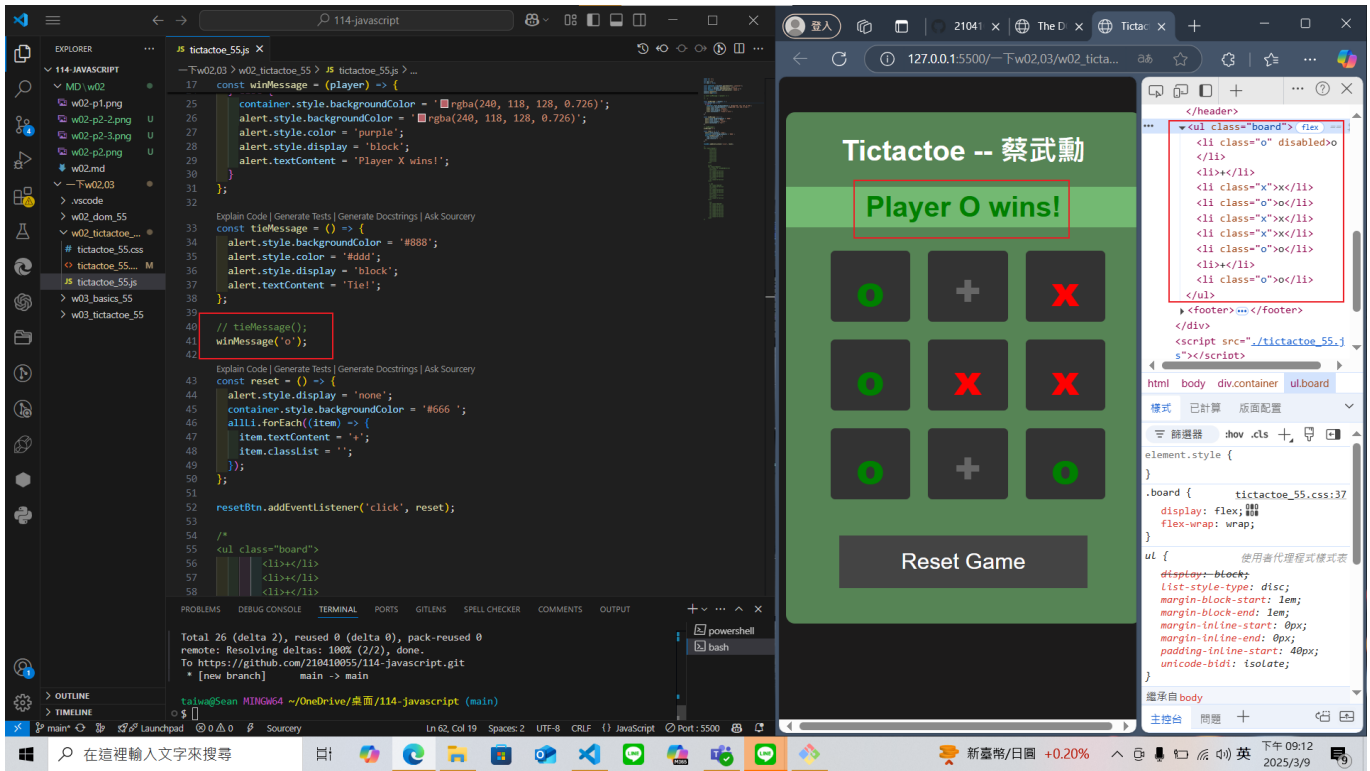 114-javascript
EXPLORER
114-JAVASCRIPT
MD\w02
w02-p1.png
w02-p2-2.png U
w02-p2-3.png U
w02-p2.png U
w02.md
一下w02,03
.vscode
w02_dom_55
w02_tictactoe_...
tictactoe_55.css
tictactoe_55.... M
JS tictactoe_55.js
w03_basics_55
w03_tictactoe_55
OUTLINE
TIMELINE
JS tictactoe_55.js
一下w02,03 > w02_tictactoe_55 > JS tictactoe_55.js > ...
17 const winMessage = (player) => {
25 container.style.backgroundColor = 'rgba(240, 118, 128, 0.726)';
26 alert.style.backgroundColor = 'rgba(240, 118, 128, 0.726)';
27 alert.style.color = 'purple';
28 alert.style.display = 'block';
29 alert.textContent = 'Player X wins!';
30 }
31 };
32
Explain Code | Generate Tests | Generate Docstrings | Ask Sourcery
33 const tieMessage = () => {
34 alert.style.backgroundColor = '#888';
35 alert.style.color = '#ddd';
36 alert.style.display = 'block';
37 alert.textContent = 'Tie!';
38 };
39
40 // tieMessage();
41 winMessage('o');
42
Explain Code | Generate Tests | Generate Docstrings | Ask Sourcery
43 const reset = () => {
44 alert.style.display = 'none';
45 container.style.backgroundColor = '#666 ';
46 allLi.forEach((item) => {
47 item.textContent = '+';
48 item.classList = '';
49 });
50 };
51
52 resetBtn.addEventListener('click', reset);
53
54 /*
55 <ul class="board">
56 <li>+</li>
57 <li>+</li>
58 <li>+</li>
PROBLEMS DEBUG CONSOLE TERMINAL PORTS GITLENS SPELL CHECKER COMMENTS OUTPUT
Total 26 (delta 2), reused 0 (delta 0), pack-reused 0
remote: Resolving deltas: 100% (2/2), done.
To https://github.com/210410055/114-javascript.git
* [new branch] main -> main
taiwa@Sean MINGW64 ~/OneDrive/桌面/114-javascript (main)
$
powershell
bash
main* Launchpad 0 0 Sourcery Ln 62, Col 19 Spaces: 2 UTF-8 CRLF {} JavaScript Port : 5500
登入
21041
The D
Tictac
127.0.0.1:5500/一下w02,03/w02_ticta...
Tictactoe -- 蔡武勳
Player O wins!
o + x
o x x
o + o
Reset Game
</header>
<ul class="board"> flex ==
<li class="o" disabled>o
</li>
<li>+</li>
<li class="x">x</li>
<li class="o">o</li>
<li class="x">x</li>
<li class="x">x</li>
<li class="o">o</li>
<li>+</li>
<li class="o">o</li>
</ul>
<footer> ... </footer>
</div>
<script src="./tictactoe_55.j
s"></script>
html body div.container ul.board
樣式 已計算 版面配置
篩選器 :hov .cls
element.style {
}
.board { tictactoe_55.css:37
display: flex;
flex-wrap: wrap;
}
ul { 使用者代理程式樣式表
display: block;
list-style-type: disc;
margin-block-start: 1em;
margin-block-end: 1em;
margin-inline-start: 0px;
margin-inline-end: 0px;
padding-inline-start: 40px;
unicode-bidi: isolate;
}
繼承自 body
主控台 問題
在這裡輸入文字來搜尋
新臺幣/日圓 +0.20%
英
下午 09:12
2025/3/9